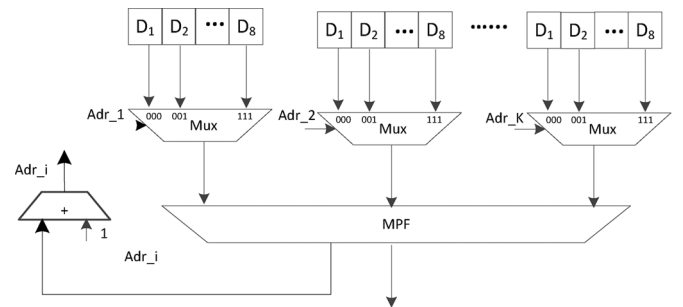 D1 D2 ••• D8
D1 D2 ••• D8
••••••
D1 D2 ••• D8
Adr_1
000 001 111
Mux
Adr_2
000 001 111
Mux
Adr_K
000 001 111
Mux
Adr_i
+
1
MPF
Adr_i